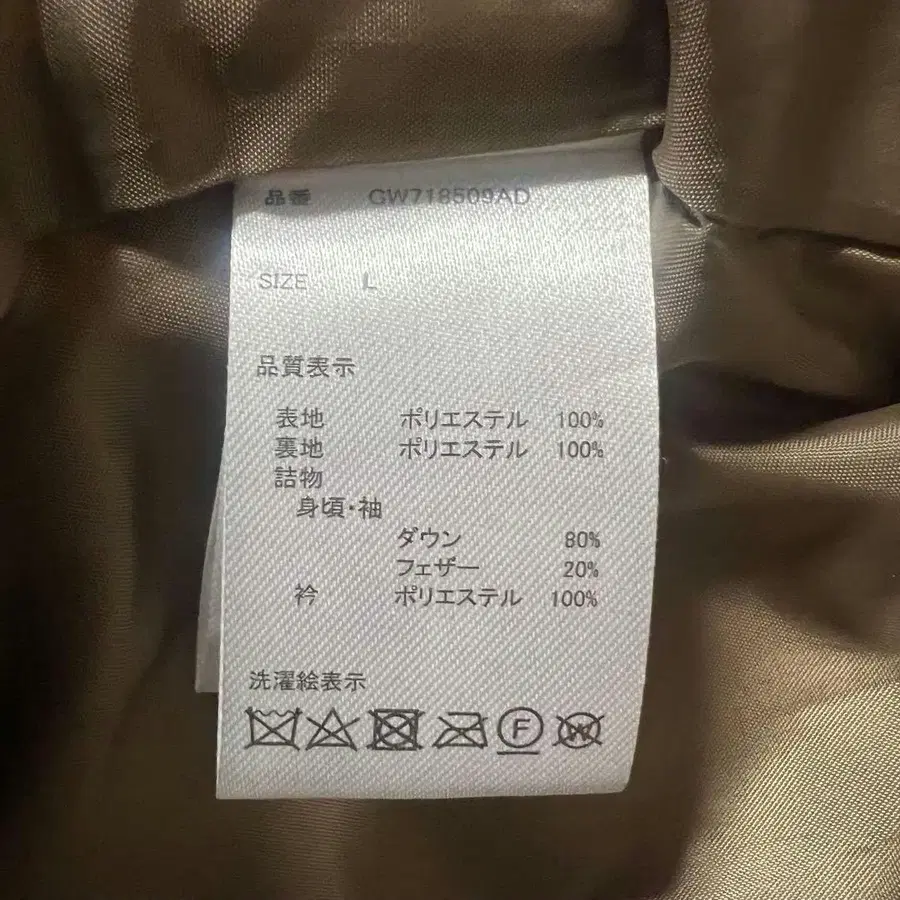 品番 GW718509AD
SIZE L
品質表示
表地 ポリエステル 100%
裏地 ポリエステル 100%
詰物
身頃・袖
ダウン 80%
フェザー 20%
衿 ポリエステル 100%
洗濯絵表示
F W